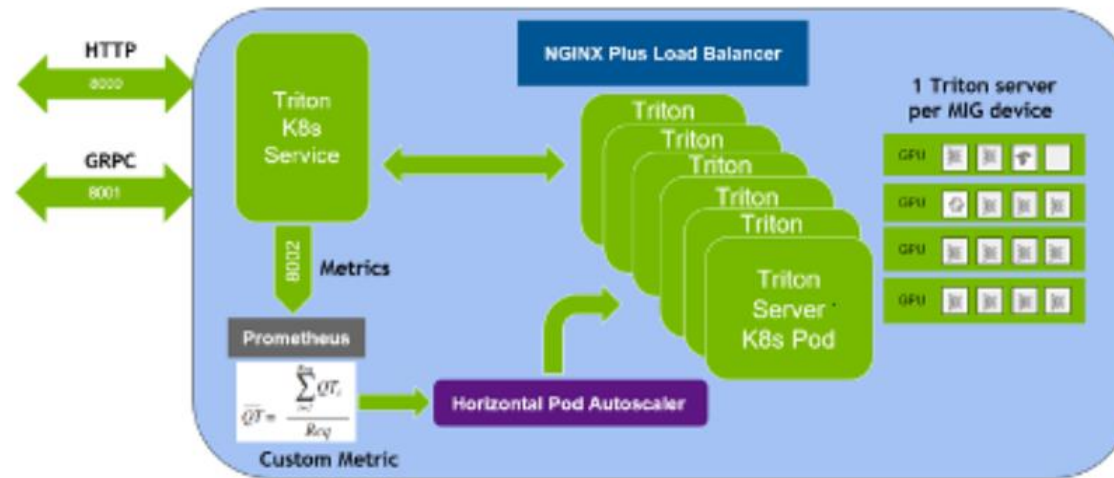 HTTP
8000
GRPC
8001
Triton
K8s
Service
8002
Metrics
Prometheus
Custom Metric
Horizontal Pod Autoscaler
NGINX Plus Load Balancer
Triton
Triton
Triton
Triton
Triton
Triton
Server
K8s Pod
1 Triton server
per MIG device
GPU
GPU
GPU
GPU